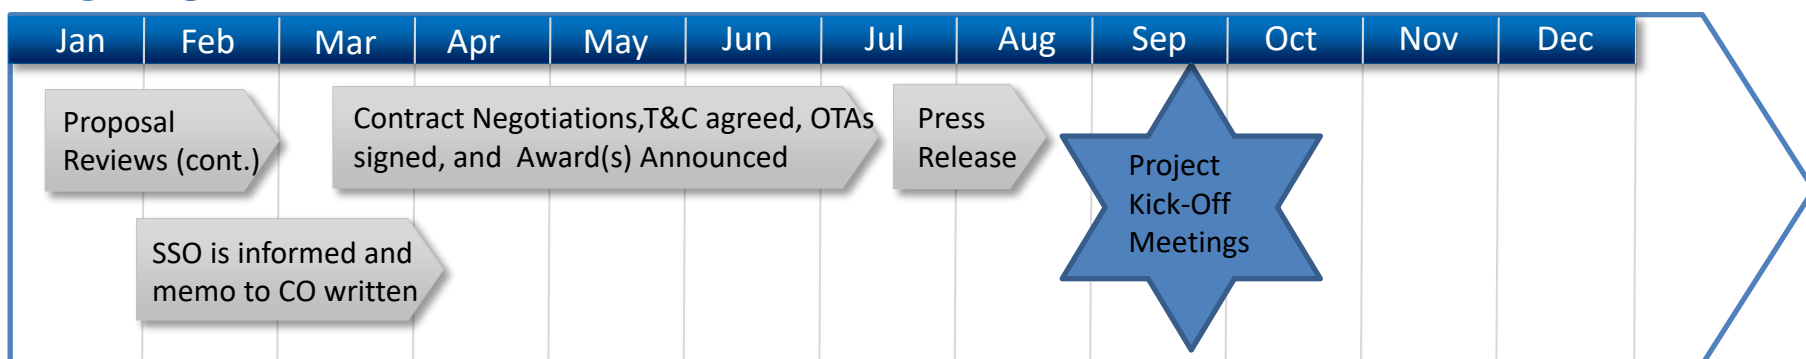 Jan Feb Mar Apr May Jun Jul Aug Sep Oct Nov Dec
Proposal
Reviews (cont.)
Contract Negotiations,T&C agreed, OTAs
signed, and Award(s) Announced
Press
Release
Project
Kick-Off
Meetings
SSO is informed and
memo to CO written